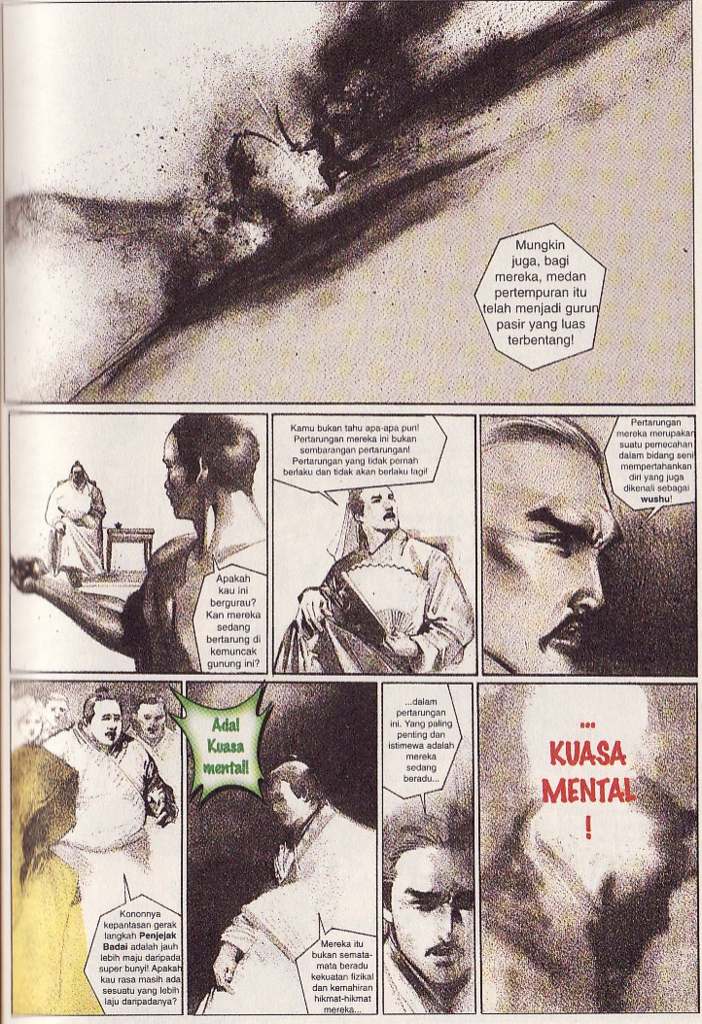 Mungkin
juga, bagi
mereka, medan
pertempuran itu
telah menjadi gurun
pasir yang luas
terbentang!
Apakah
kau ini
bergurau?
Kan mereka
sedang
bertarung di
kemuncak
gunung ini?
Kamu bukan tahu apa-apa pun!
Pertarungan mereka ini bukan
sembarangan pertarungan!
Pertarungan yang tidak pernah
berlaku dan tidak akan berlaku lagi!
Pertarungan
mereka merupakan
suatu pemecahan
dalam bidang seni
mempertahankan
diri yang juga
dikenali sebagai
wushu!
Kononnya
kepantasan gerak
langkah Penjejak
Badai adalah jauh
lebih maju daripada
super bunyi! Apakah
kau rasa masih ada
sesuatu yang lebih
laju daripadanya?
Ada!
Kuasa
mental!
Mereka itu
bukan semata-
mata beradu
kekuatan fizikal
dan kemahiran
hikmat-hikmat
mereka...
...dalam
pertarungan
ini. Yang paling
penting dan
istimewa adalah
mereka
sedang
beradu...
...
KUASA
MENTAL
!